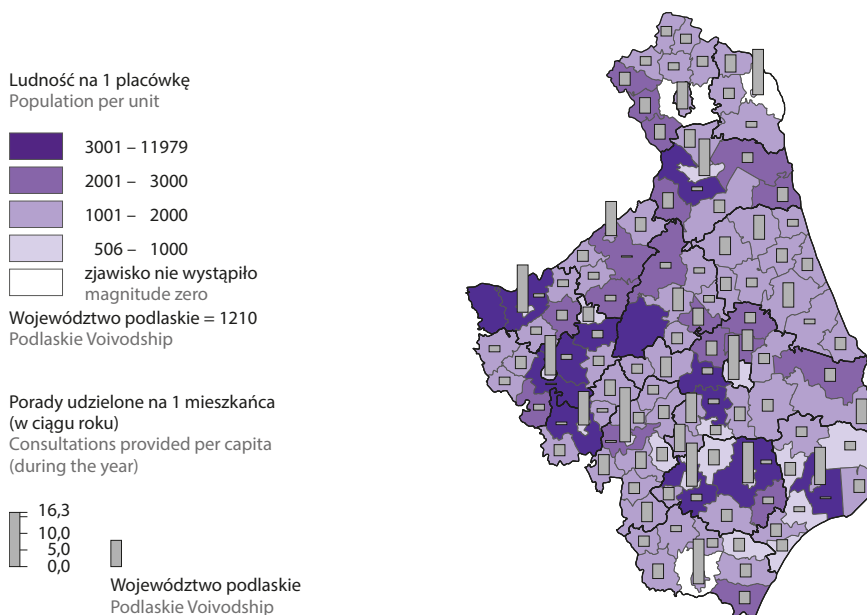 Ludność na 1 placówkę
Population per unit
3001 – 11979
2001 – 3000
1001 – 2000
506 – 1000
zjawisko nie wystąpiło
magnitude zero
Województwo podlaskie = 1210
Podlaskie Voivodship
Porady udzielone na 1 mieszkańca
(w ciągu roku)
Consultations provided per capita
(during the year)
16,3
10,0
5,0
0,0
Województwo podlaskie
Podlaskie Voivodship